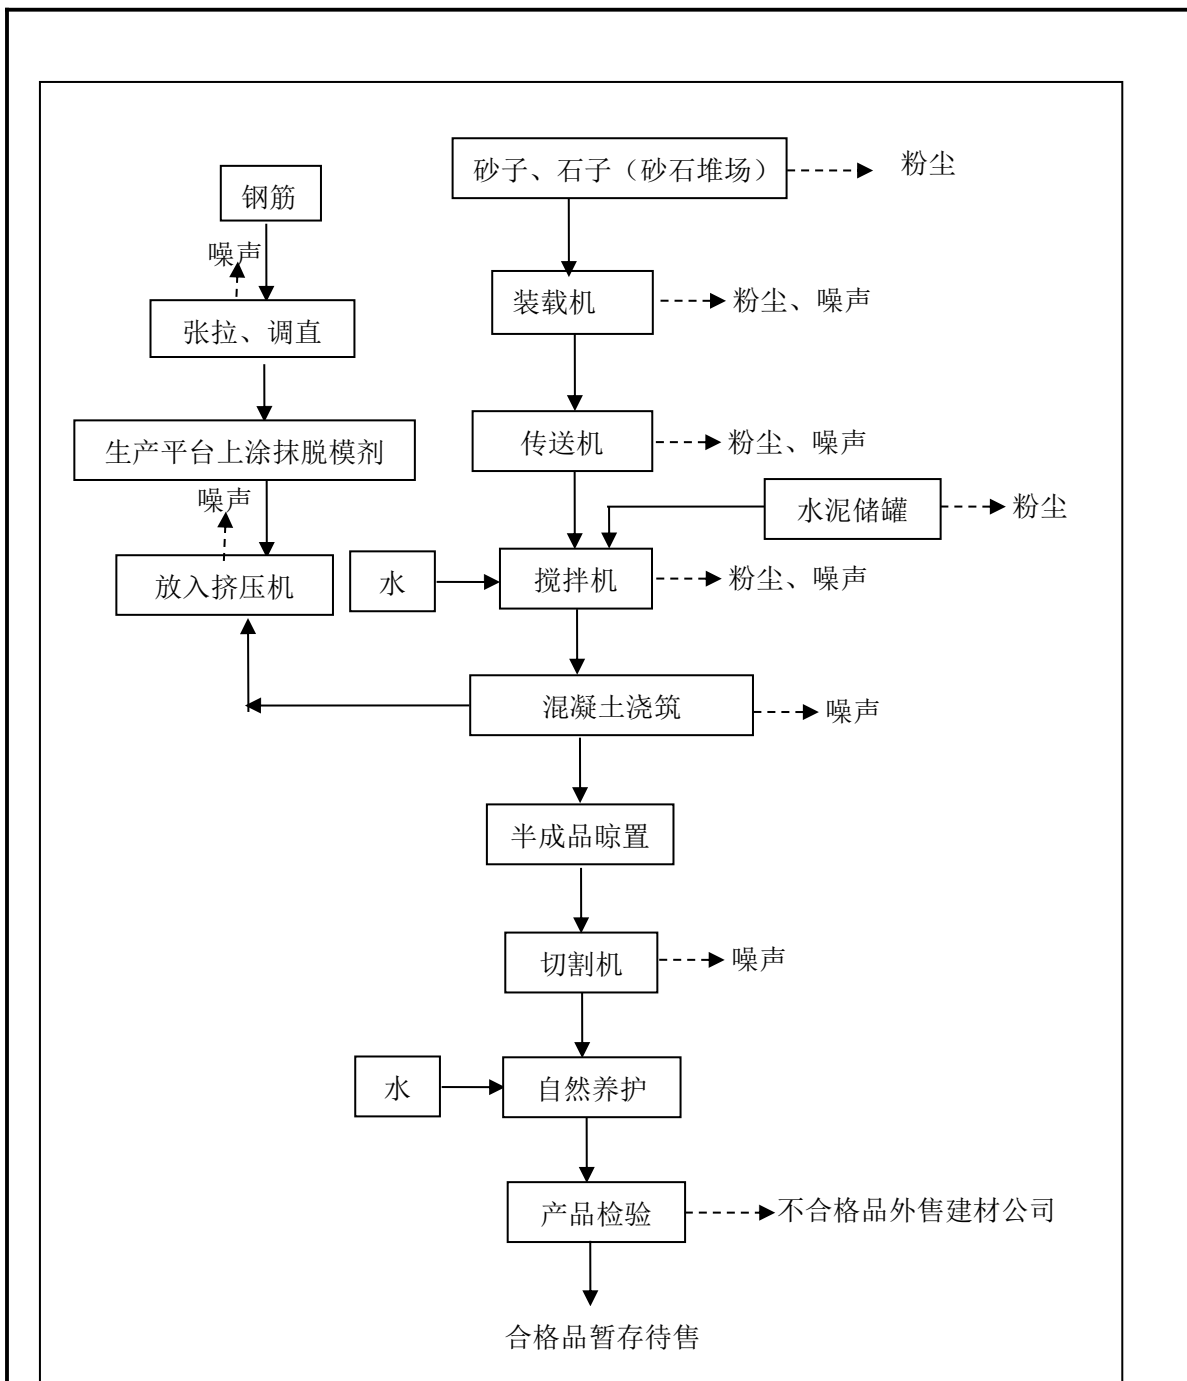 砂子、石子（砂石堆场）
粉尘
钢筋
噪声
装载机
粉尘、噪声
张拉、调直
传送机
粉尘、噪声
生产平台上涂抹脱模剂
噪声
水泥储罐
粉尘
放入挤压机
水
搅拌机
粉尘、噪声
混凝土浇筑
噪声
半成品晾置
切割机
噪声
水
自然养护
产品检验
不合格品外售建材公司
合格品暂存待售